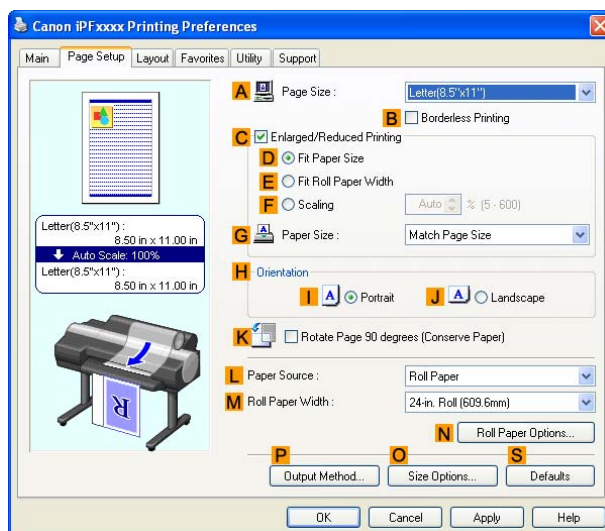 Canon iPFxxxx Printing Preferences
Main Page Setup Layout Favorites Utility Support
A Page Size : Letter(8.5"x11")
B Borderless Printing
C Enlarged/Reduced Printing
D Fit Paper Size
E Fit Roll Paper Width
F Scaling Auto % (5 - 600)
G A Paper Size : Match Page Size
Letter(8.5"x11") :
8.50 in x 11.00 in
Auto Scale: 100%
Letter(8.5"x11") :
8.50 in x 11.00 in
R
H Orientation
I A Portrait J A Landscape
K Rotate Page 90 degrees (Conserve Paper)
L Paper Source : Roll Paper
M Roll Paper Width : 24-in. Roll (609.6mm)
N Roll Paper Options...
P O S
Output Method... Size Options... Defaults
OK Cancel Apply Help